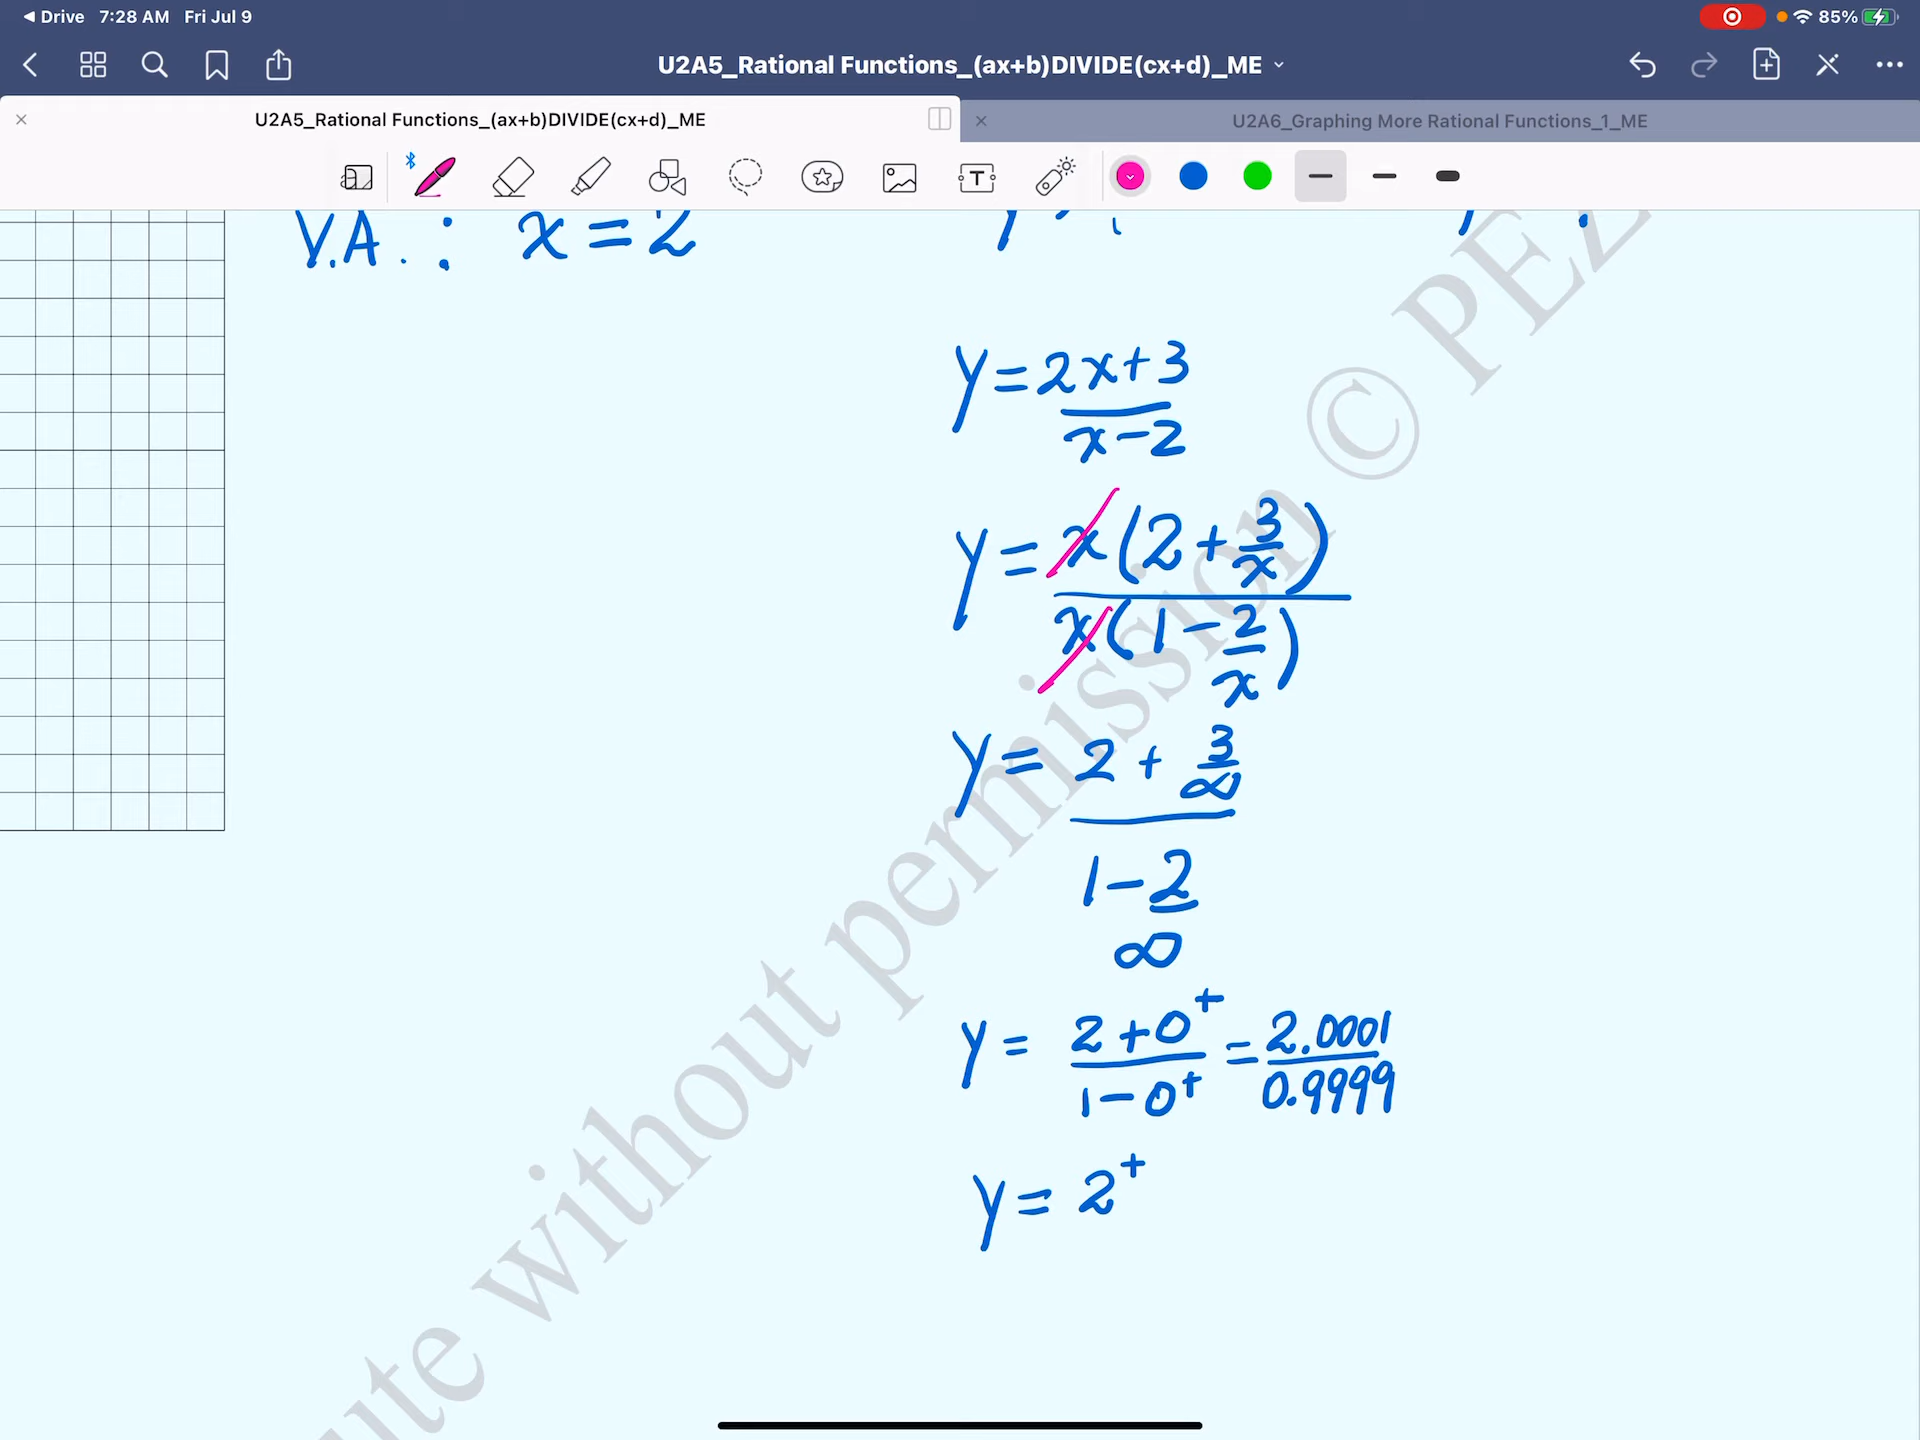 Drive 7:28 AM Fri Jul 9 85%
U2A5_Rational Functions_(ax+b)DIVIDE(cx+d)_ME
U2A5_Rational Functions_(ax+b)DIVIDE(cx+d)_ME
U2A6_Graphing More Rational Functions_1_ME
V.A. : x = 2
y = 2x + 3
x - 2
y = x(2 + 3/x)
x(1 - 2/x)
y = 2 + 3/∞
1 - 2/∞
y = 2 + 0⁺ = 2.0001
1 - 0⁺ 0.9999
y = 2⁺
without permission © PE